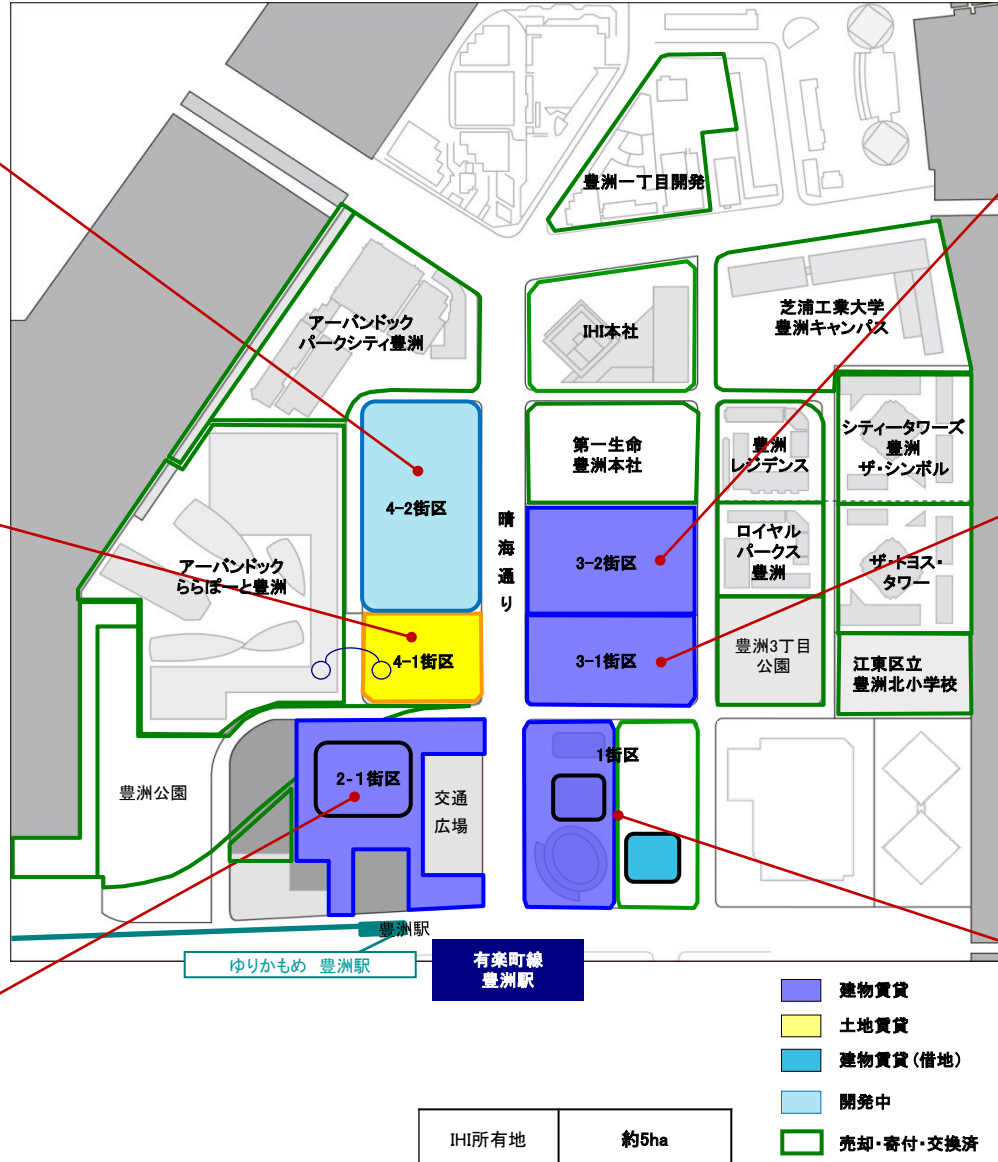 豊洲一丁目開発
アーバンドック
パークシティ豊洲
IHI本社
芝浦工業大学
豊洲キャンパス
第一生命
豊洲本社
豊洲
レジデンス
シティータワーズ
豊洲
ザ・シンボル
4-2街区
晴海通り
3-2街区
ロイヤル
パークス
豊洲
ザ・トヨス・
タワー
アーバンドック
ららぽーと豊洲
4-1街区
3-1街区
豊洲3丁目
公園
江東区立
豊洲北小学校
豊洲公園
2-1街区
交通
広場
1街区
豊洲駅
ゆりかもめ 豊洲駅
有楽町線
豊洲駅
建物賃貸
土地賃貸
建物賃貸(借地)
開発中
売却・寄付・交換済
IHI所有地 約5ha